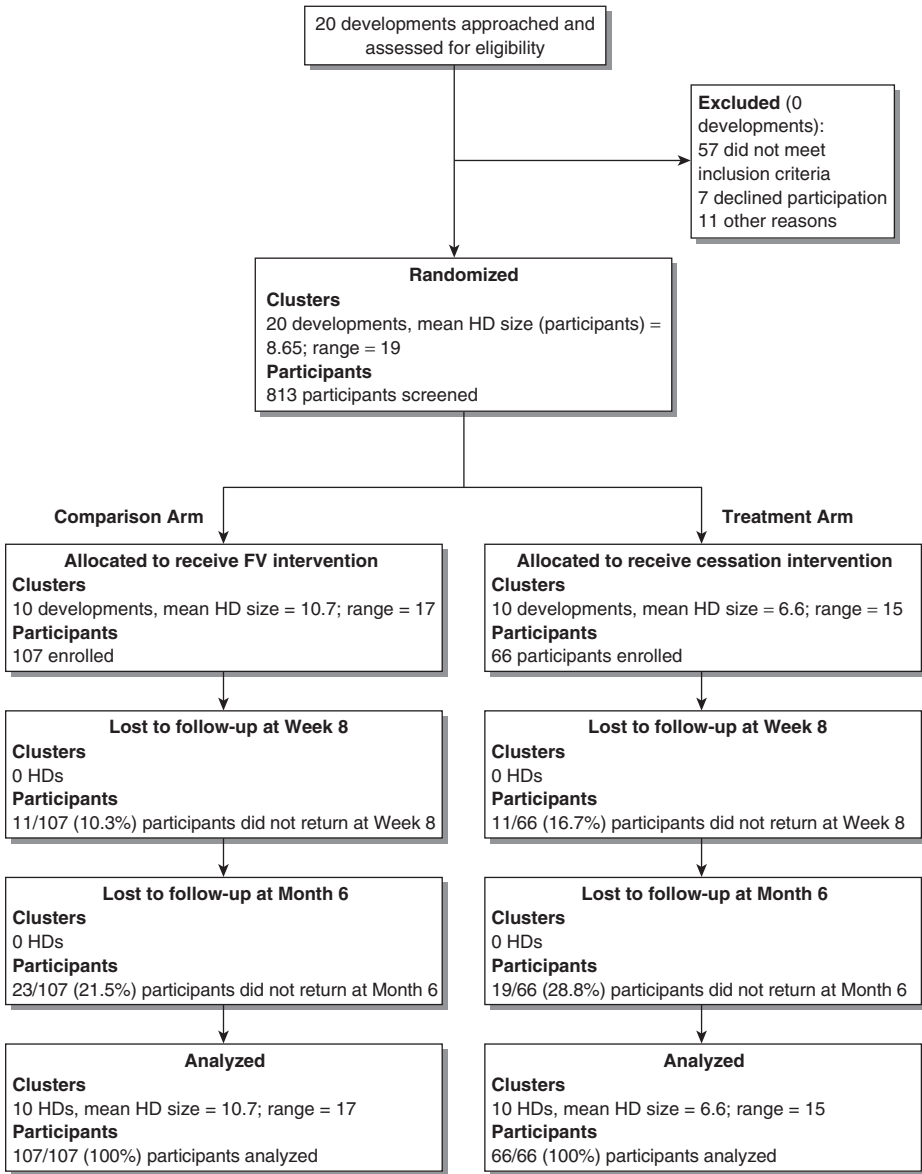 20 developments approached and
assessed for eligibility
Excluded (0
developments):
57 did not meet
inclusion criteria
7 declined participation
11 other reasons
Randomized
Clusters
20 developments, mean HD size (participants) =
8.65; range = 19
Participants
813 participants screened
Comparison Arm
Treatment Arm
Allocated to receive FV intervention
Clusters
10 developments, mean HD size = 10.7; range = 17
Participants
107 enrolled
Allocated to receive cessation intervention
Clusters
10 developments, mean HD size = 6.6; range = 15
Participants
66 participants enrolled
Lost to follow-up at Week 8
Clusters
0 HDs
Participants
11/107 (10.3%) participants did not return at Week 8
Lost to follow-up at Week 8
Clusters
0 HDs
Participants
11/66 (16.7%) participants did not return at Week 8
Lost to follow-up at Month 6
Clusters
0 HDs
Participants
23/107 (21.5%) participants did not return at Month 6
Lost to follow-up at Month 6
Clusters
0 HDs
Participants
19/66 (28.8%) participants did not return at Month 6
Analyzed
Clusters
10 HDs, mean HD size = 10.7; range = 17
Participants
107/107 (100%) participants analyzed
Analyzed
Clusters
10 HDs, mean HD size = 6.6; range = 15
Participants
66/66 (100%) participants analyzed